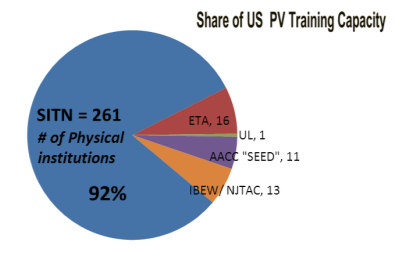 Share of US PV Training Capacity
SITN = 261
# of Physical
institutions
92%
ETA, 16
UL, 1
AACC "SEED", 11
IBEW/ NJTAC, 13